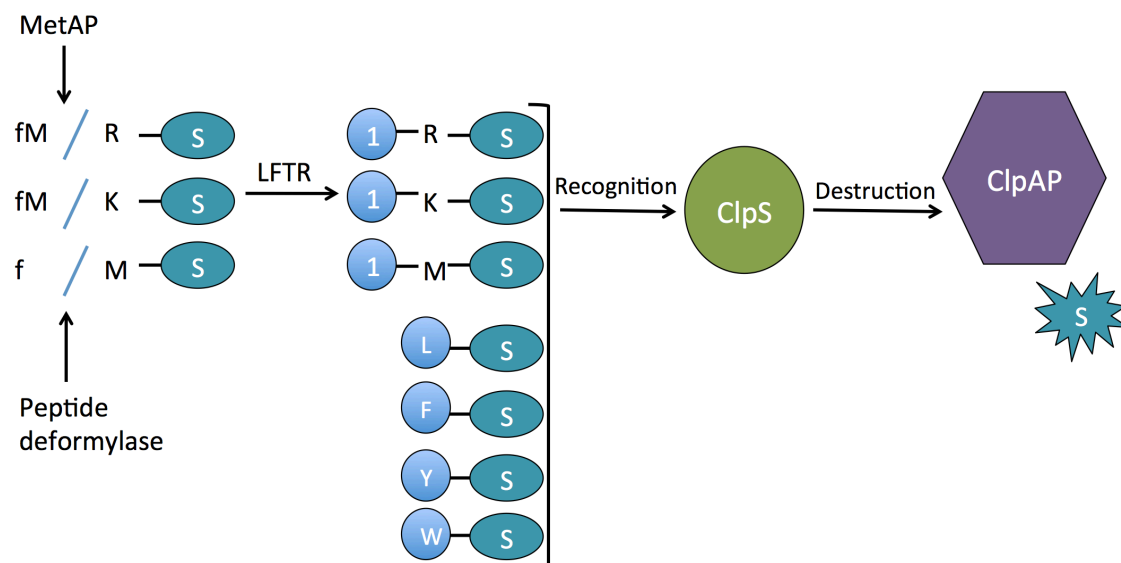 MetAP
fM R S
fM K S
f M S
LFTR
1 R S
1 K S
1 M S
L S
F S
Y S
W S
Recognition
ClpS
Destruction
ClpAP
S
Peptide
deformylase